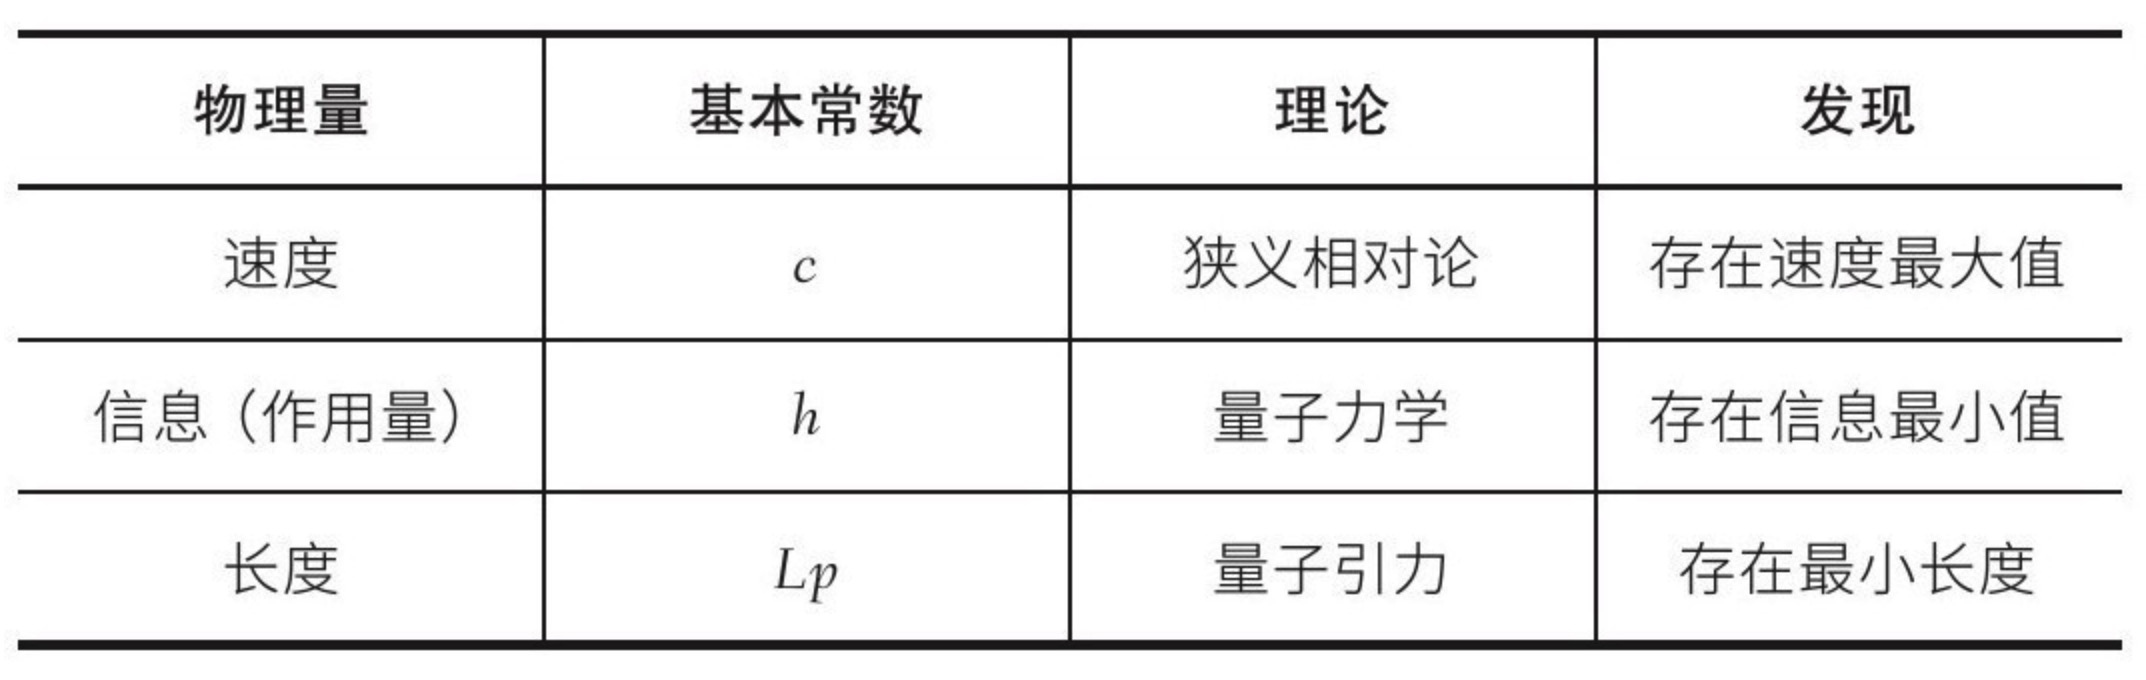 物理量 基本常数 理论 发现
速度 c 狭义相对论 存在速度最大值
信息（作用量） h 量子力学 存在信息最小值
长度 Lp 量子引力 存在最小长度